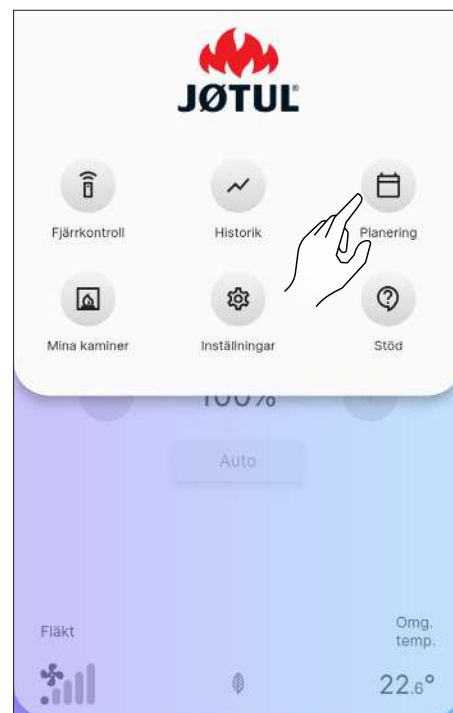 JØTUL
Fjärrkontroll
Historik
Planering
Mina kaminer
Inställningar
Stöd
100%
Auto
Fläkt
Omg.
temp.
22.6°